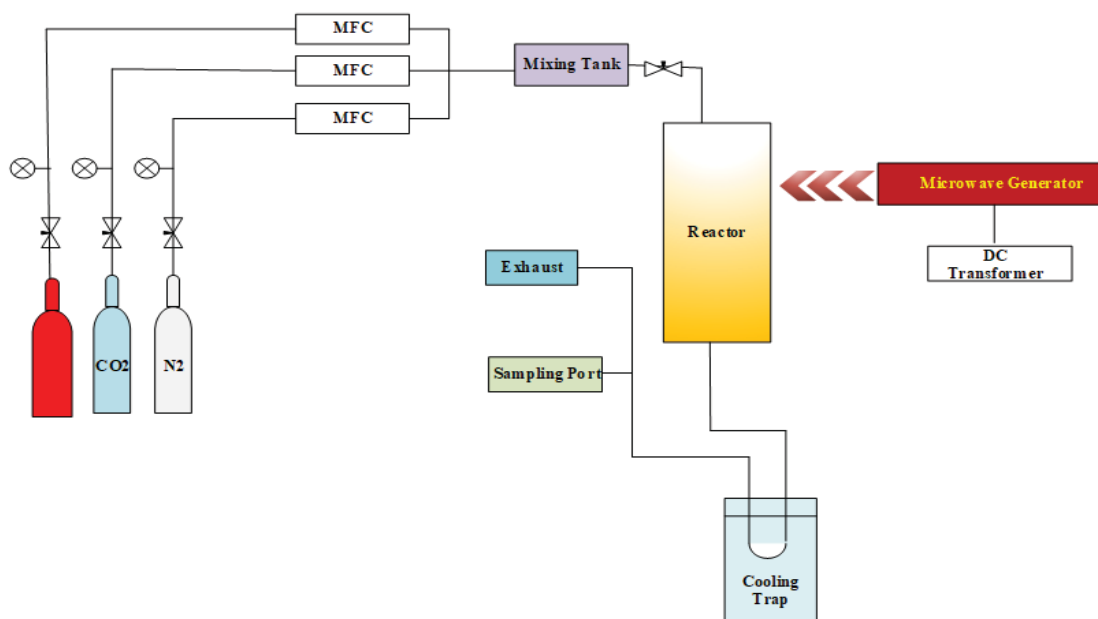 MFC
MFC
MFC
Mixing Tank
Microwave Generator
Reactor
DC
Transformer
Exhaust
CO2
N2
Sampling Port
Cooling
Trap